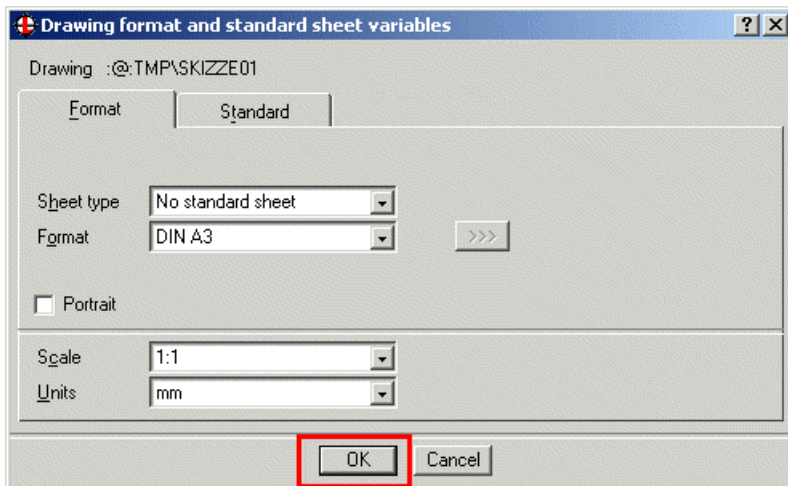 Drawing format and standard sheet variables
Drawing :@:TMP\SKIZZE01
Format Standard
Sheet type No standard sheet
Format DIN A3 >>>
Portrait
Scale 1:1
Units mm
OK Cancel